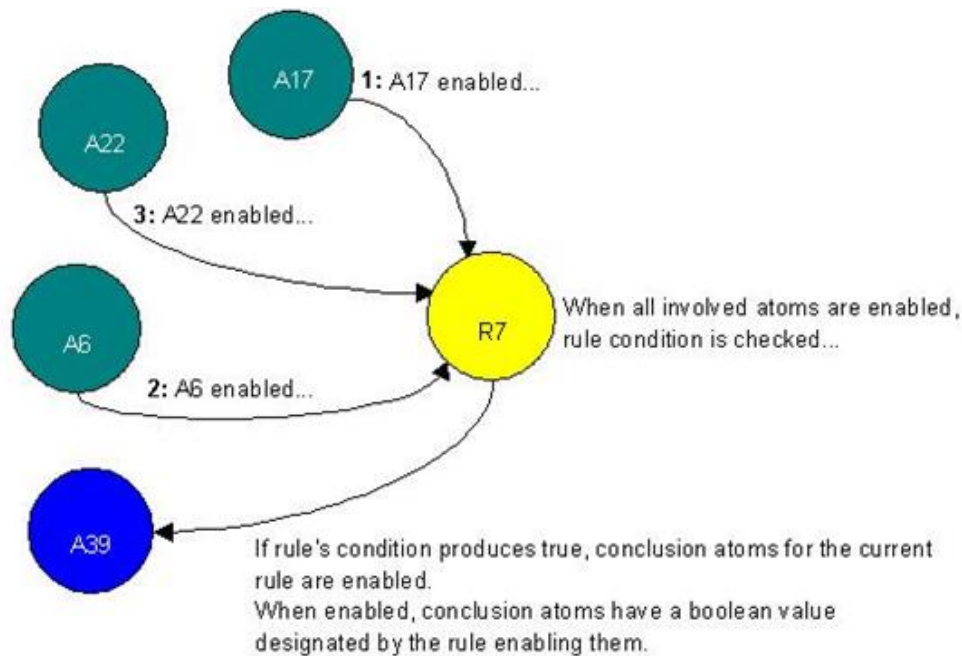 A17
1: A17 enabled...
A22
3: A22 enabled...
A6
2: A6 enabled...
R7
When all involved atoms are enabled,
rule condition is checked...
A39
If rule's condition produces true, conclusion atoms for the current
rule are enabled.
When enabled, conclusion atoms have a boolean value
designated by the rule enabling them.